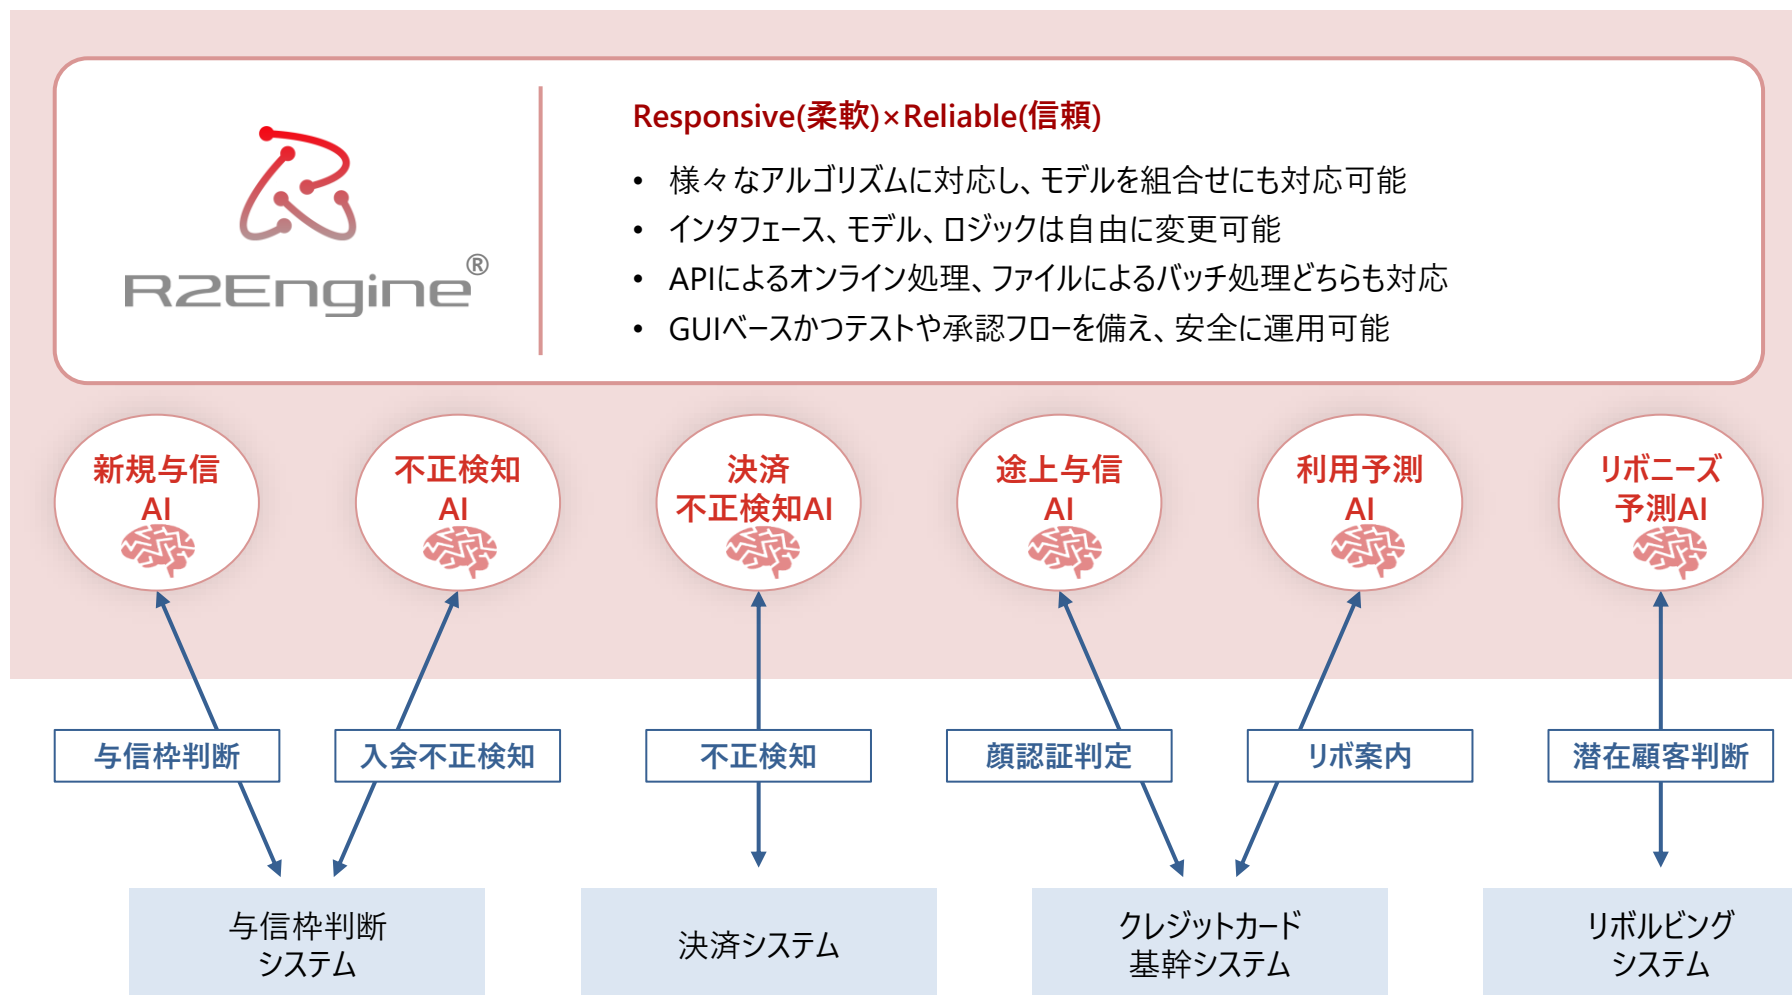 R2Engine®
Responsive(柔軟)×Reliable(信頼)
• 様々なアルゴリズムに対応し、モデルを組合せにも対応可能
• インタフェース、モデル、ロジックは自由に変更可能
• APIによるオンライン処理、ファイルによるバッチ処理どちらも対応
• GUIベースかつテストや承認フローを備え、安全に運用可能
新規与信
AI
不正検知
AI
決済
不正検知AI
途上与信
AI
利用予測
AI
リボニーズ
予測AI
与信枠判断
入会不正検知
不正検知
顔認証判定
リボ案内
潜在顧客判断
与信枠判断
システム
決済システム
クレジットカード
基幹システム
リボルビング
システム